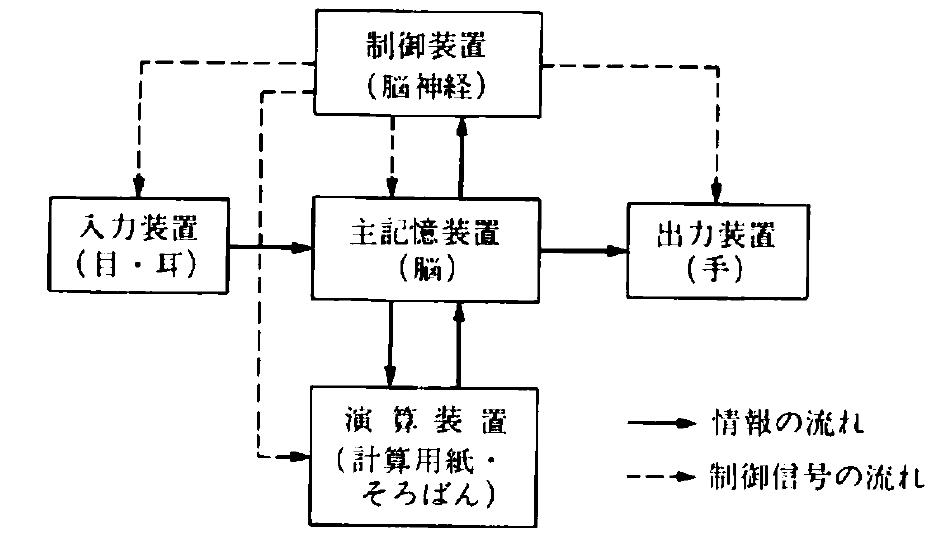 制御装置
(脳神経)
入力装置
(目・耳)
主記憶装置
(脳)
出力装置
(手)
演算装置
(計算用紙・
そろばん)
情報の流れ
制御信号の流れ